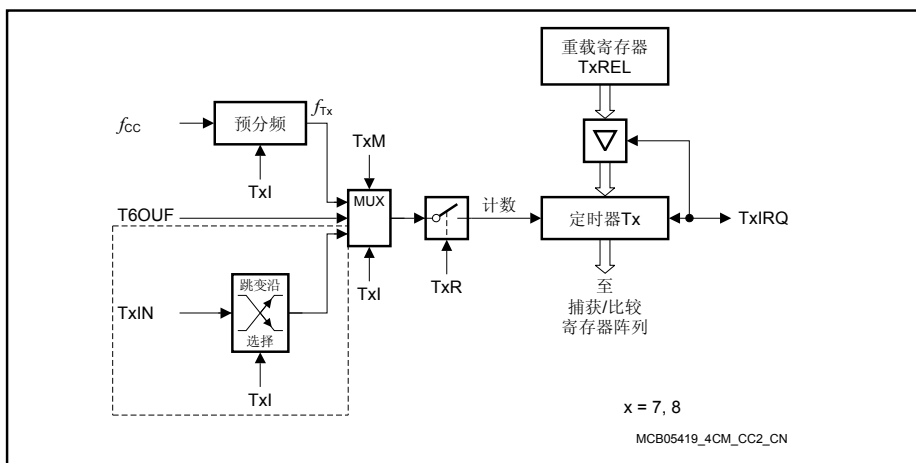 重载寄存器
TxREL
fCC
预分频
fTx
TxI
TxM
MUX
T6OUF
计数
定时器Tx
TxIRQ
TxI
TxR
跳变沿
TxIN
选择
TxI
至
捕获/比较
寄存器阵列
x = 7, 8
MCB05419_4CM_CC2_CN